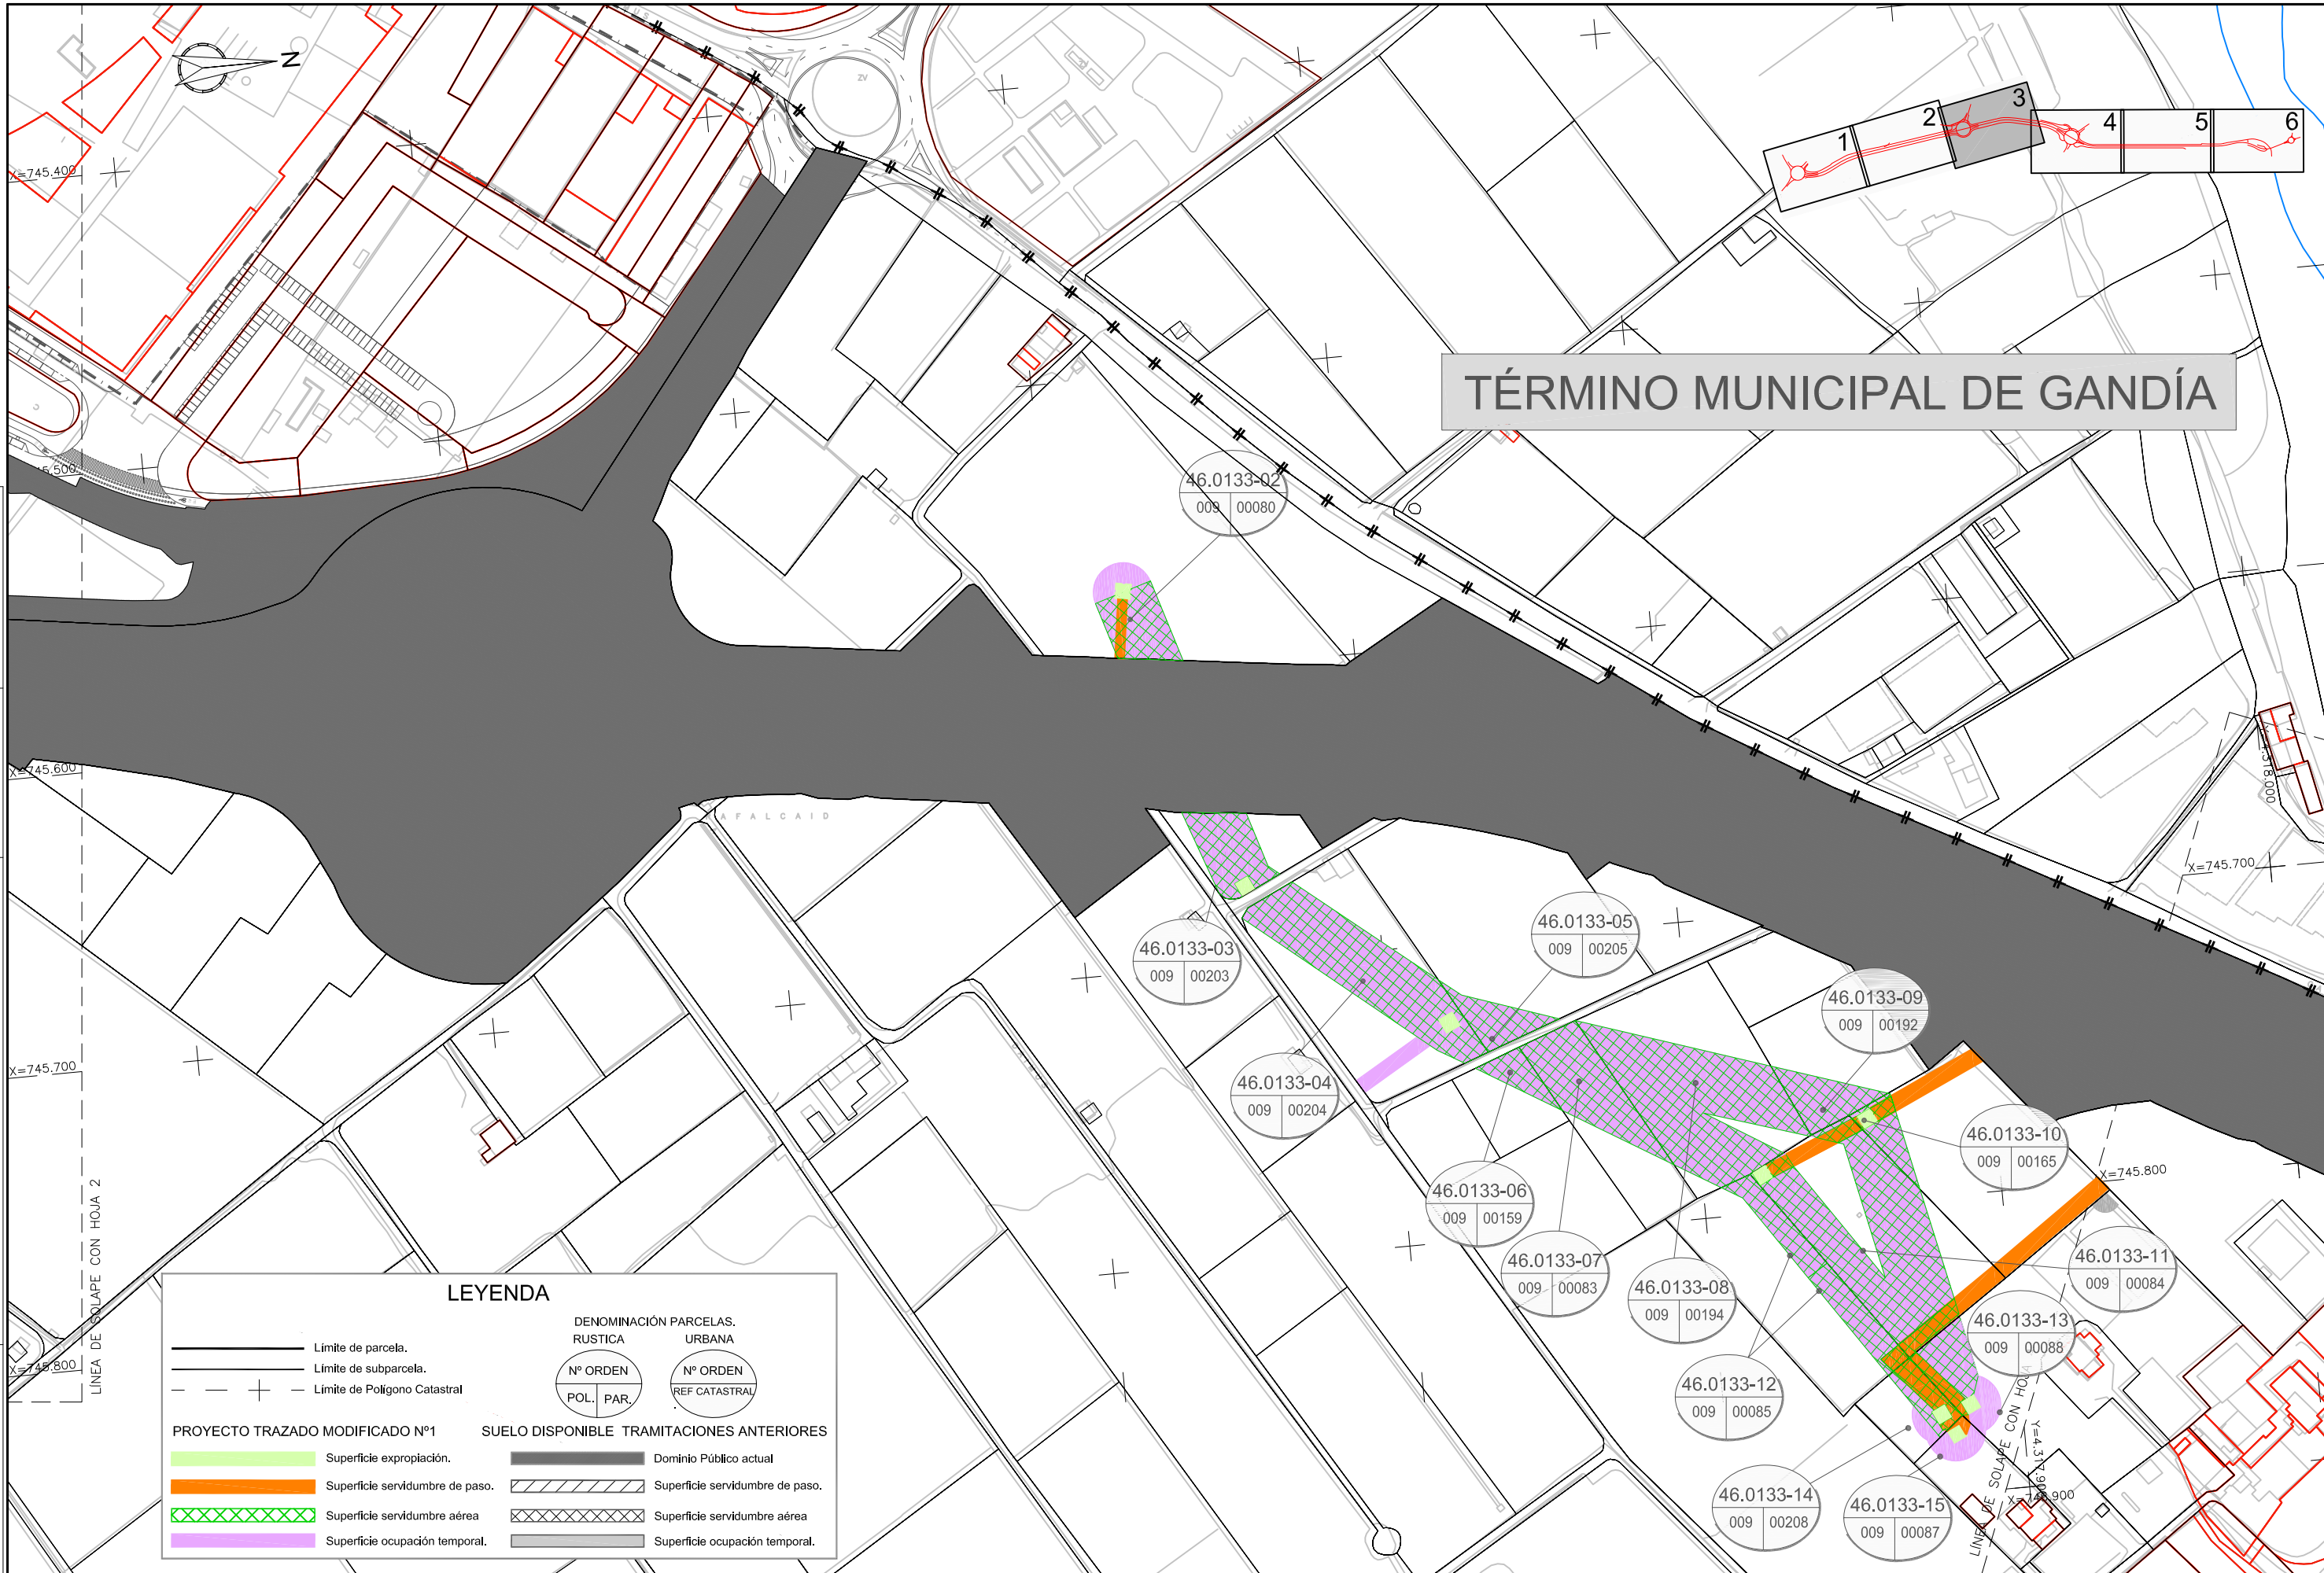 N
ZV
1
2
3
4
5
6
X=745.400
TÉRMINO MUNICIPAL DE GANDÍA
46.0133-02
009 00080
X=745.600
AFALCAID
X=745.700
46.0133-03
009 00203
46.0133-05
009 00205
46.0133-09
009 00192
46.0133-04
009 00204
X=745.700
46.0133-10
009 00165
X=745.800
46.0133-06
009 00159
46.0133-07
009 00083
46.0133-08
009 00194
46.0133-11
009 00084
46.0133-13
009 00088
46.0133-12
009 00085
46.0133-14
009 00208
46.0133-15
009 00087
X=745.800
LÍNEA DE SOLAPE CON HOJA 2
LÍNEA DE SOLAPE CON HOJA
LEYENDA
Límite de parcela.
Límite de subparcela.
Límite de Polígono Catastral
DENOMINACIÓN PARCELAS.
RUSTICA URBANA
Nº ORDEN Nº ORDEN
POL. PAR. REF CATASTRAL
PROYECTO TRAZADO MODIFICADO Nº1
Superficie expropiación.
Superficie servidumbre de paso.
Superficie servidumbre aérea
Superficie ocupación temporal.
SUELO DISPONIBLE TRAMITACIONES ANTERIORES
Dominio Público actual
Superficie servidumbre de paso.
Superficie servidumbre aérea
Superficie ocupación temporal.